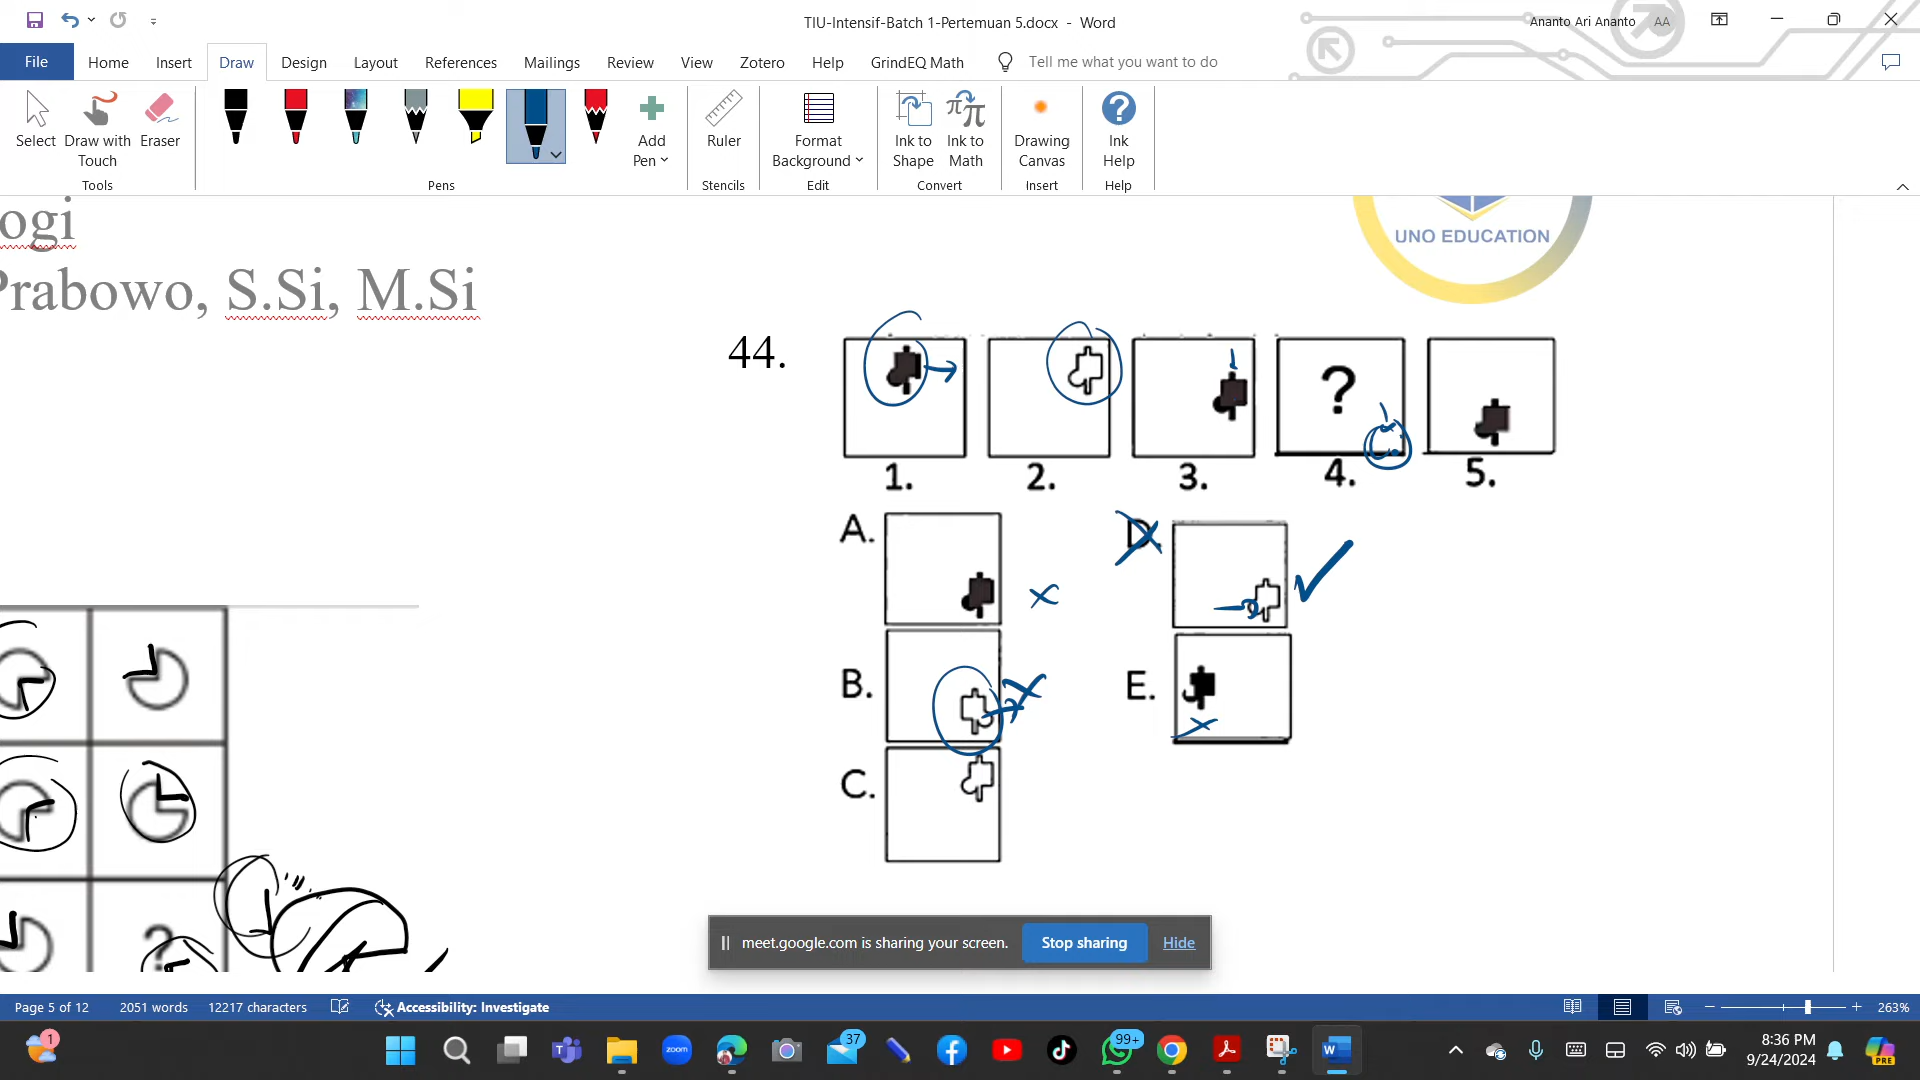 TIU-Intensif-Batch 1-Pertemuan 5.docx - Word
Ananto Ari Ananto
AA
File Home Insert Draw Design Layout References Mailings Review View Zotero Help GrindEQ Math Tell me what you want to do
Select
Draw with Touch
Eraser
Add Pen
Ruler
Format Background
Ink to Shape
Ink to Math
Drawing Canvas
Ink Help
Tools Pens Stencils Edit Convert Insert Help
ogi
Prabowo, S.Si, M.Si
UNO EDUCATION
44.
?
1. 2. 3. 4. 5.
A.
D.
B.
E.
C.
?
meet.google.com is sharing your screen. Stop sharing Hide
Page 5 of 12 2051 words 12217 characters Accessibility: Investigate 263%
1
zoom
37
99+
W
8:36 PM
9/24/2024
PRE